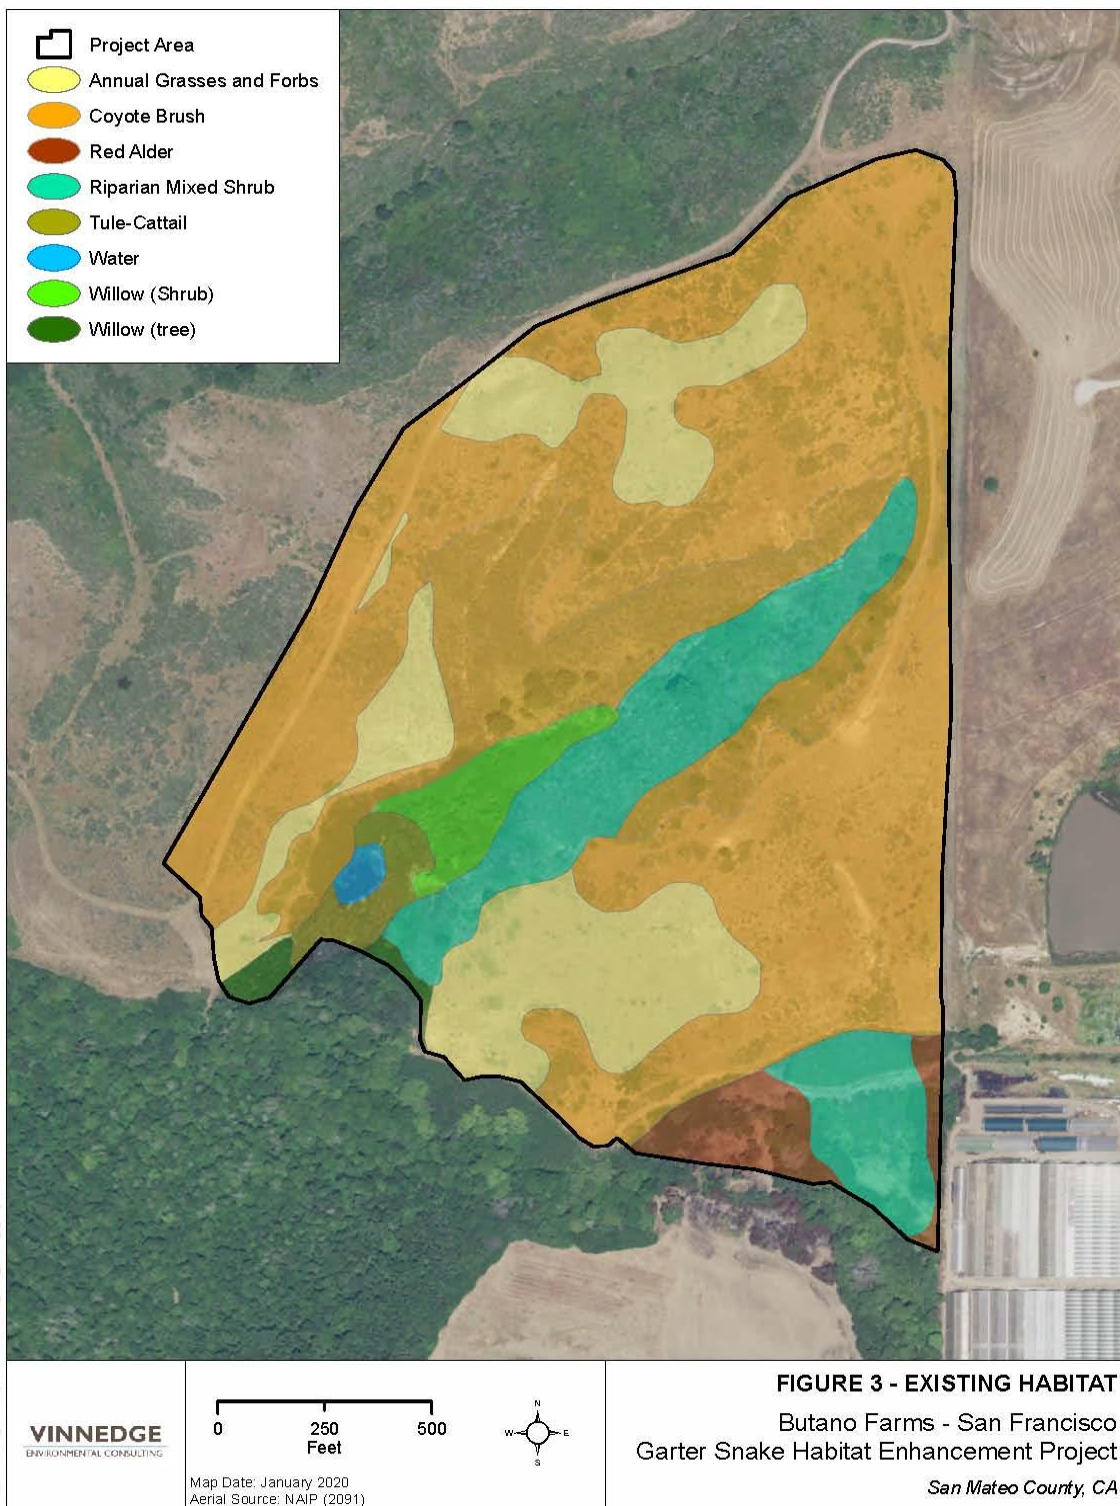 Project Area
Annual Grasses and Forbs
Coyote Brush
Red Alder
Riparian Mixed Shrub
Tule-Cattail
Water
Willow (Shrub)
Willow (tree)
VINNEDGE
ENVIRONMENTAL CONSULTING
0 250 500
Feet
Map Date: January 2020
Aerial Source: NAIP (2091)
N
W E
S
FIGURE 3 - EXISTING HABITAT
Butano Farms - San Francisco
Garter Snake Habitat Enhancement Project
San Mateo County, CA